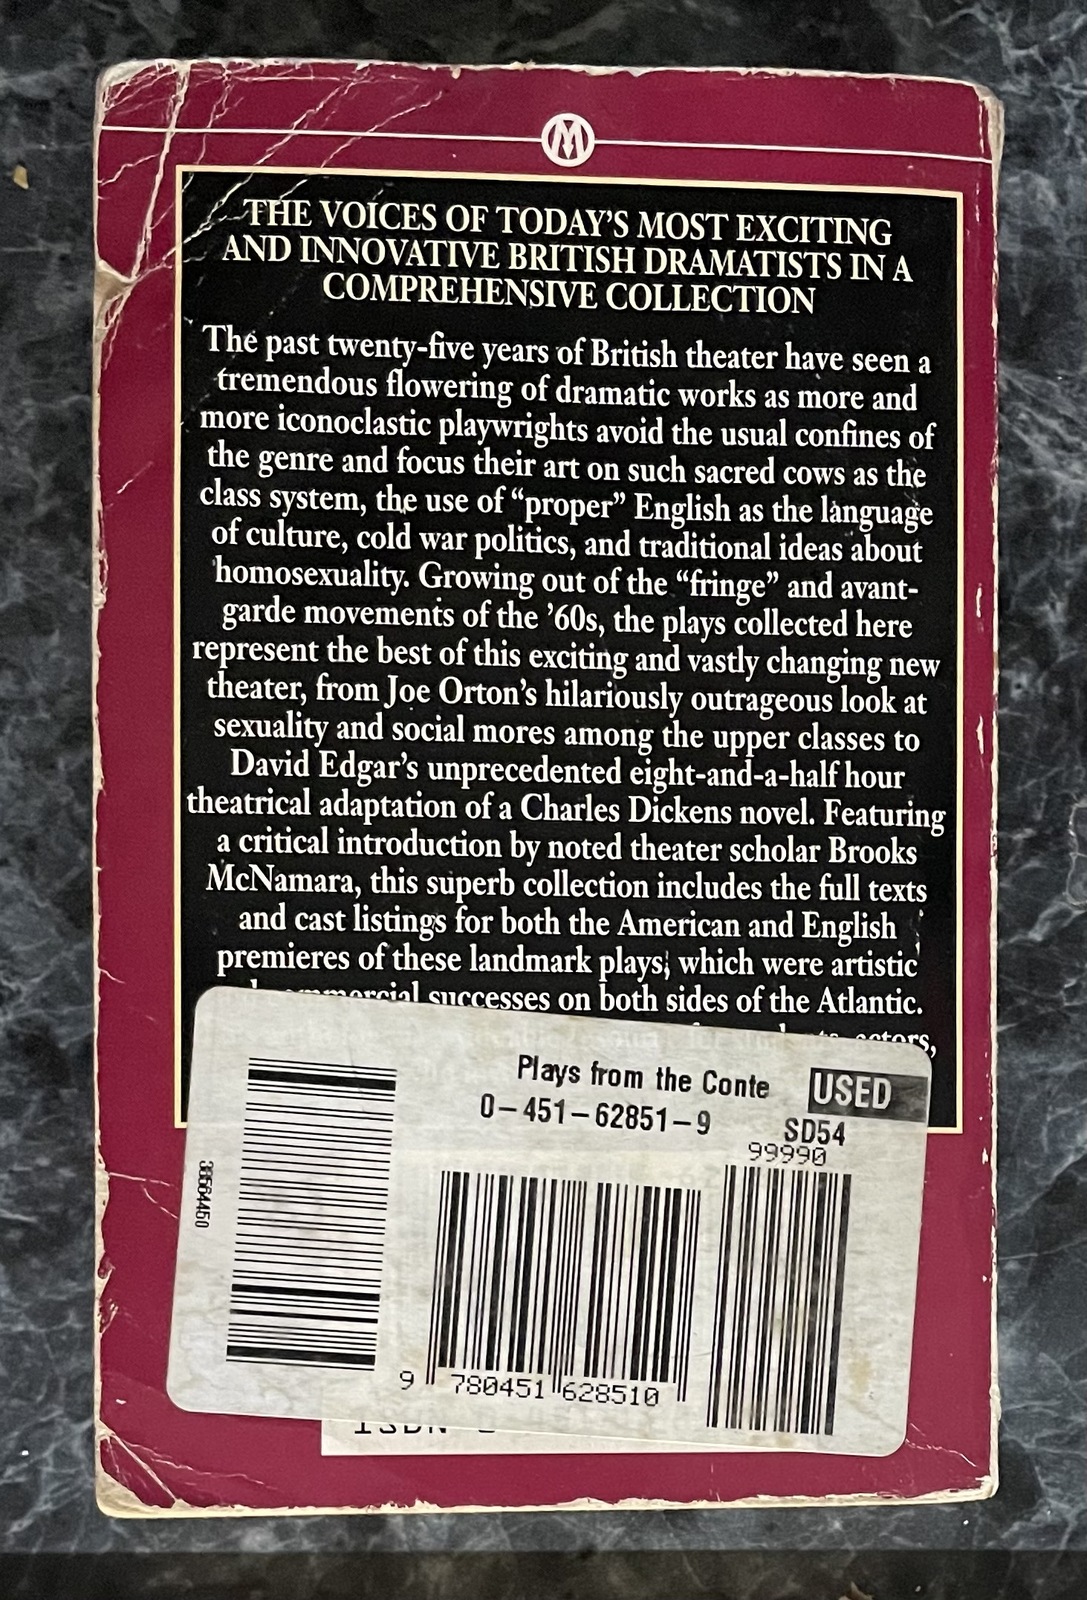 M
THE VOICES OF TODAY'S MOST EXCITING
AND INNOVATIVE BRITISH DRAMATISTS IN A
COMPREHENSIVE COLLECTION
The past twenty-five years of British theater have seen a
tremendous flowering of dramatic works as more and
more iconoclastic playwrights avoid the usual confines of
the genre and focus their art on such sacred cows as the
class system, the use of “proper” English as the language
of culture, cold war politics, and traditional ideas about
homosexuality. Growing out of the “fringe” and avant-
garde movements of the ’60s, the plays collected here
represent the best of this exciting and vastly changing new
theater, from Joe Orton’s hilariously outrageous look at
sexuality and social mores among the upper classes to
David Edgar’s unprecedented eight-and-a-half hour
theatrical adaptation of a Charles Dickens novel. Featuring
a critical introduction by noted theater scholar Brooks
McNamara, this superb collection includes the full texts
and cast listings for both the American and English
premieres of these landmark plays, which were artistic
successes on both sides of the Atlantic.
actors,
Plays from the Conte USED
0-451-62851-9 SD54
99990
38564450
9 780451 628510
ISBN